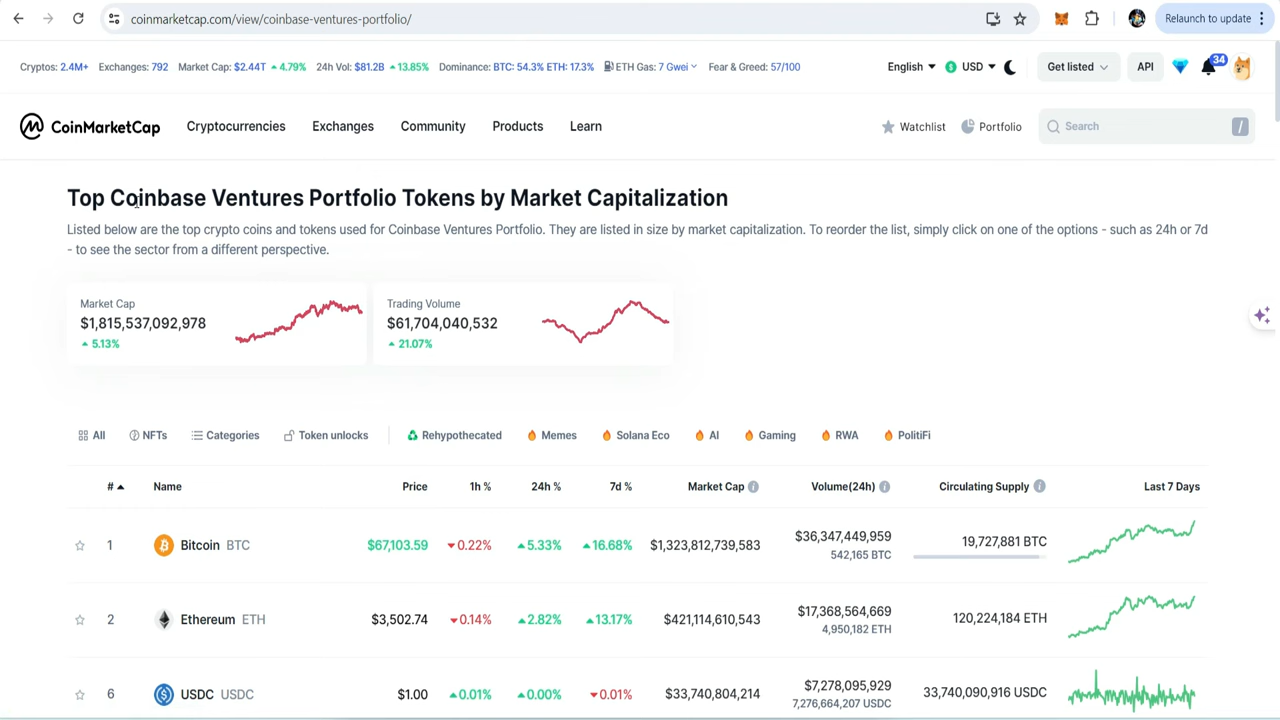 coinmarketcap.com/view/coinbase-ventures-portfolio/
Relaunch to update
Cryptos: 2.4M+ Exchanges: 792 Market Cap: $2.44T 4.79% 24h Vol: $81.2B 13.85% Dominance: BTC: 54.3% ETH: 17.3% ETH Gas: 7 Gwei Fear & Greed: 57/100
English USD Get listed API 34
CoinMarketCap Cryptocurrencies Exchanges Community Products Learn Watchlist Portfolio Search /
Top Coinbase Ventures Portfolio Tokens by Market Capitalization
Listed below are the top crypto coins and tokens used for Coinbase Ventures Portfolio. They are listed in size by market capitalization. To reorder the list, simply click on one of the options - such as 24h or 7d
- to see the sector from a different perspective.
Market Cap
$1,815,537,092,978
5.13%
Trading Volume
$61,704,040,532
21.07%
All NFTs Categories Token unlocks Rehypothecated Memes Solana Eco AI Gaming RWA PolitiFi
# Name Price 1h % 24h % 7d % Market Cap Volume(24h) Circulating Supply Last 7 Days
1 Bitcoin BTC $67,103.59 0.22% 5.33% 16.68% $1,323,812,739,583 $36,347,449,959 19,727,881 BTC
542,165 BTC
2 Ethereum ETH $3,502.74 0.14% 2.82% 13.17% $421,114,610,543 $17,368,564,669 120,224,184 ETH
4,950,182 ETH
6 USDC USDC $1.00 0.01% 0.00% 0.01% $33,740,804,214 $7,278,095,929 33,740,090,916 USDC
7,276,664,207 USDC